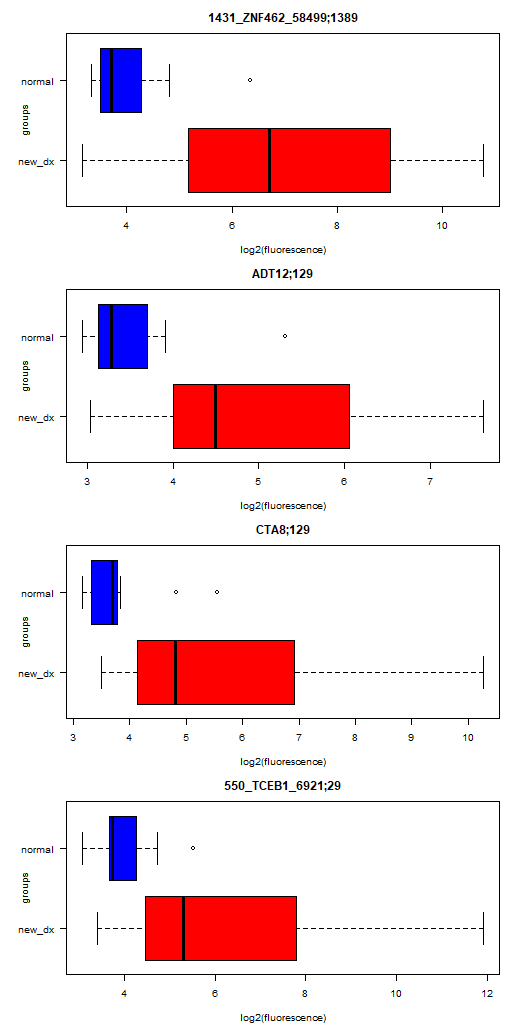 1431_ZNF462_58499;1389
groups
normal
new_dx
4 6 8 10
log2(fluorescence)
ADT12;129
groups
normal
new_dx
3 4 5 6 7
log2(fluorescence)
CTA8;129
groups
normal
new_dx
3 4 5 6 7 8 9 10
log2(fluorescence)
550_TCEB1_6921;29
groups
normal
new_dx
4 6 8 10 12
log2(fluorescence)